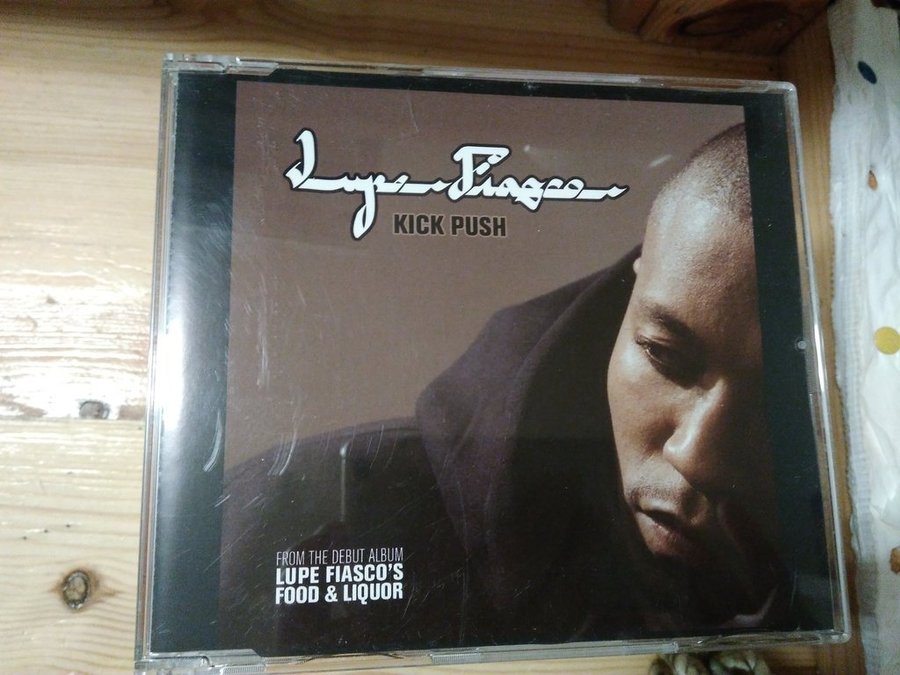 Lupe Fiasco
KICK PUSH
FROM THE DEBUT ALBUM
LUPE FIASCO'S
FOOD & LIQUOR